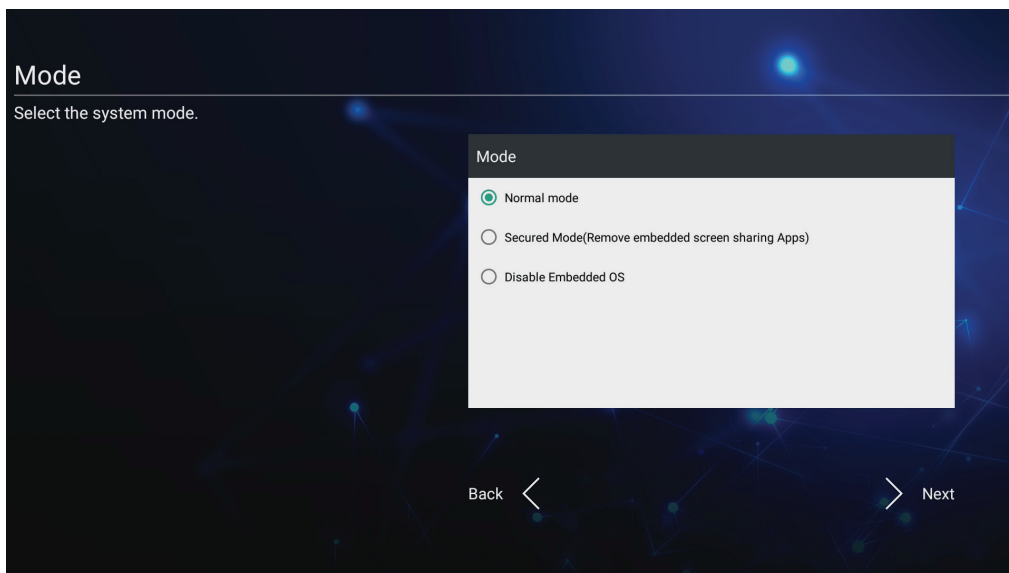 Mode
Select the system mode.
Mode
Normal mode
Secured Mode(Remove embedded screen sharing Apps)
Disable Embedded OS
Back
Next